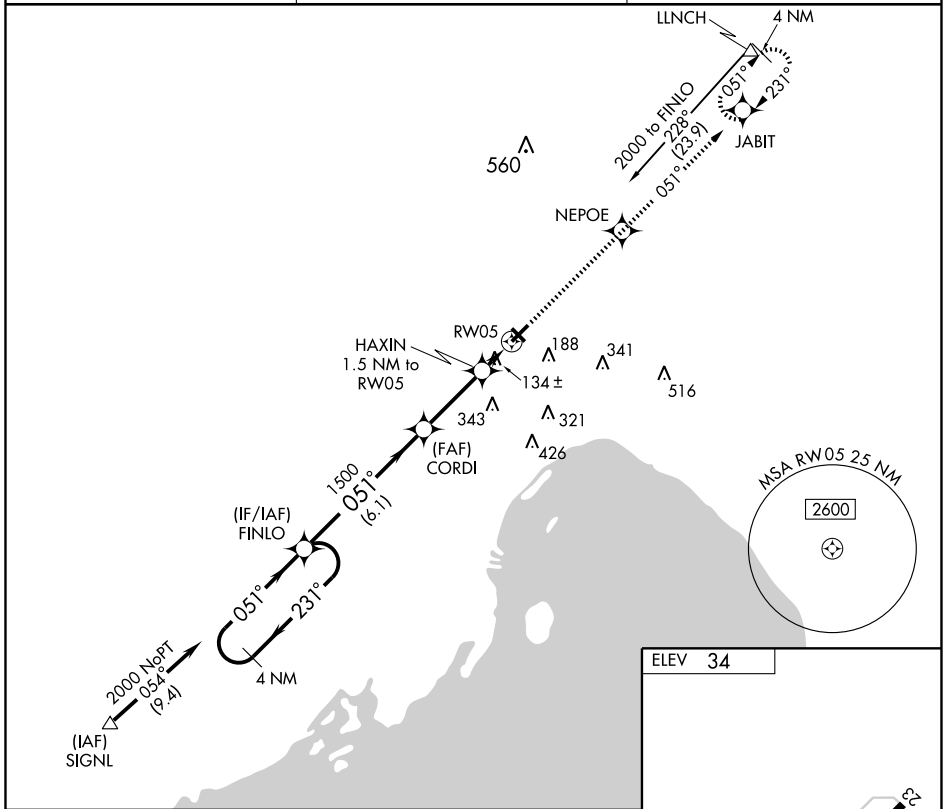 LLNCH
4 NM
051°
231°
2000 to FINLO
228°
(23.9)
JABIT
051°
560
NEPOE
RW05
HAXIN
1.5 NM to
RW05
188
341
134 ±
516
343
321
(FAF)
CORDI
426
MSA RW05 25 NM
2600
1500
051°
(6.1)
(IF/IAF)
FINLO
051°
231°
4 NM
2000 NoPT
054°
(9.4)
(IAF)
SIGNL
ELEV 34
23